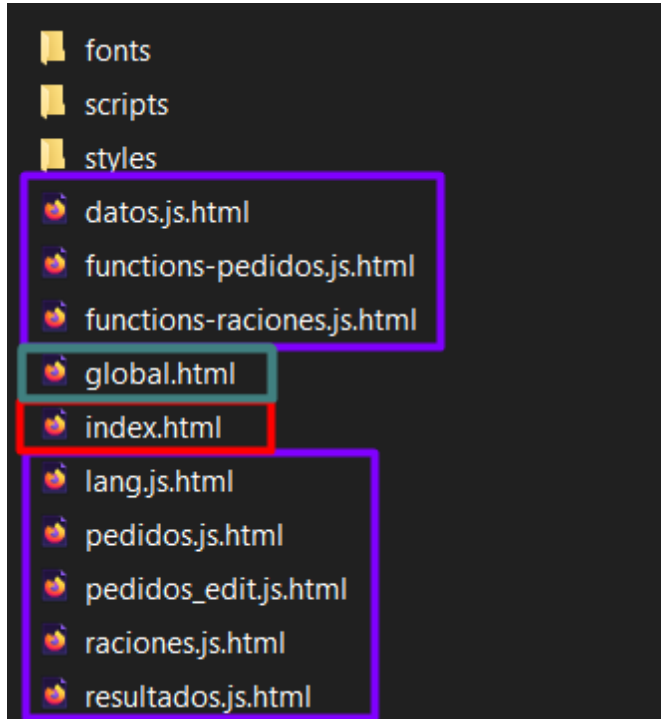 fonts
scripts
styles
datos.js.html
functions-pedidos.js.html
functions-raciones.js.html
global.html
index.html
lang.js.html
pedidos.js.html
pedidos_edit.js.html
raciones.js.html
resultados.js.html